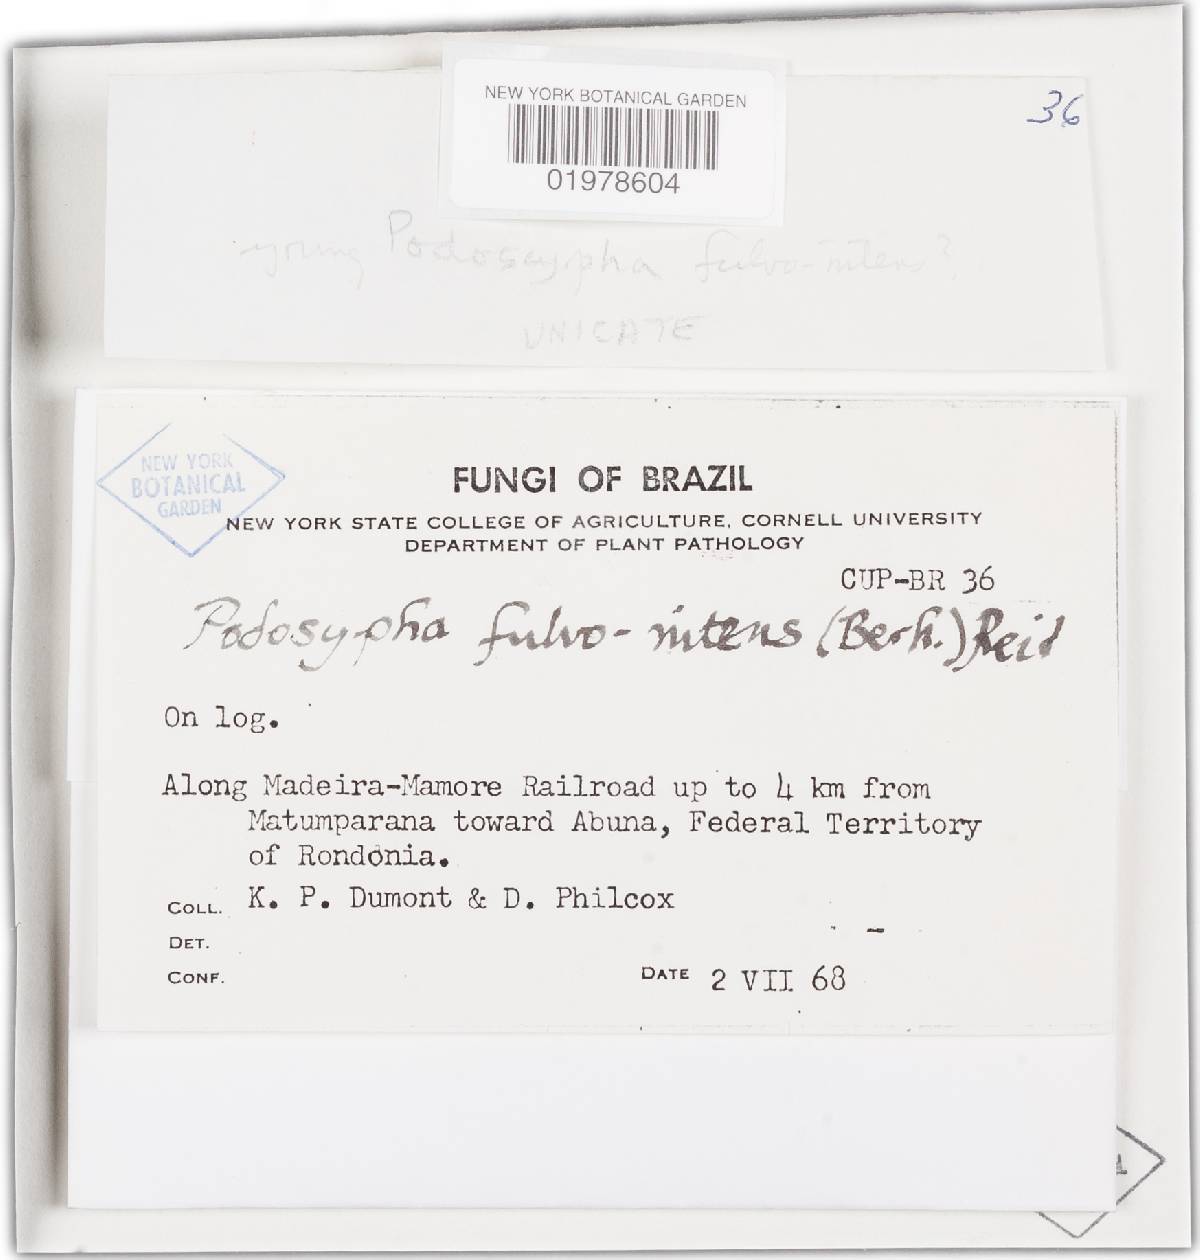 NEW YORK BOTANICAL GARDEN
01978604
36
young Podoscypha fulvo-nitens?
UNICATE
NEW YORK
BOTANICAL
GARDEN
FUNGI OF BRAZIL
NEW YORK STATE COLLEGE OF AGRICULTURE, CORNELL UNIVERSITY
DEPARTMENT OF PLANT PATHOLOGY
CUP-BR 36
Podosypha fulvo-nitens (Berk.) Reid
On log.
Along Madeira-Mamore Railroad up to 4 km from
Matumparana toward Abuna, Federal Territory
of Rondônia.
COLL. K. P. Dumont & D. Philcox
DET.
CONF.
DATE 2 VII 68